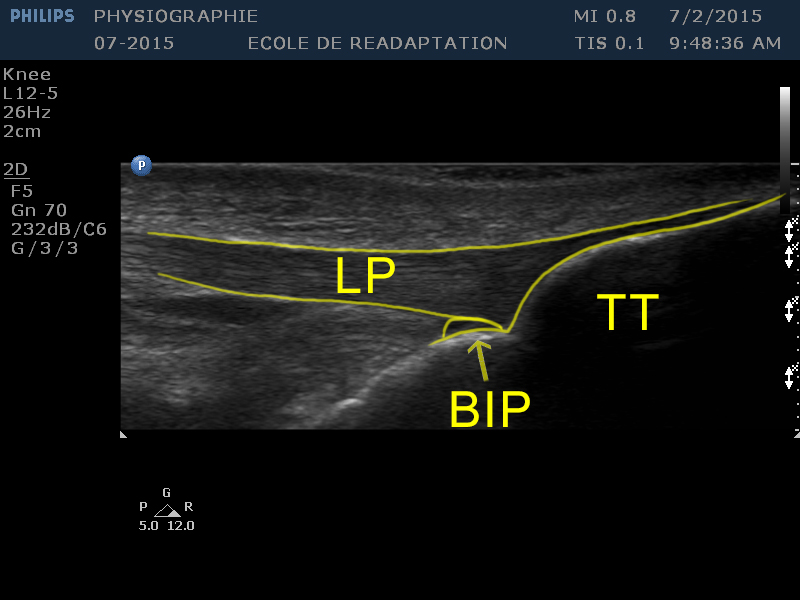 PHILIPS PHYSIOGRAPHIE MI 0.8 7/2/2015
07-2015 ECOLE DE READAPTATION TIS 0.1 9:48:36 AM
Knee
L12-5
26Hz
2cm
2D
F5
Gn 70
232dB/C6
G/3/3
P
LP
TT
BIP
G
P R
5.0 12.0